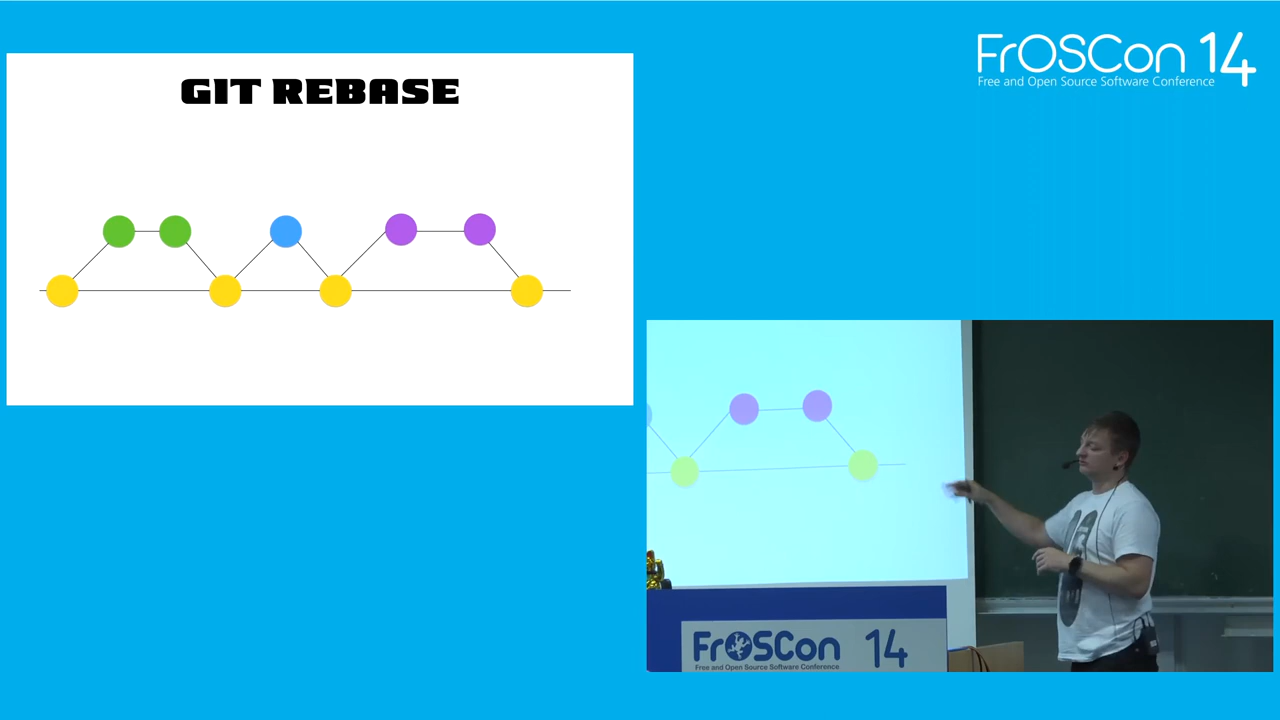 GIT REBASE
FrOSCon 14
Free and Open Source Software Conference
FrOSCon 14
Free and Open Source Software Conference